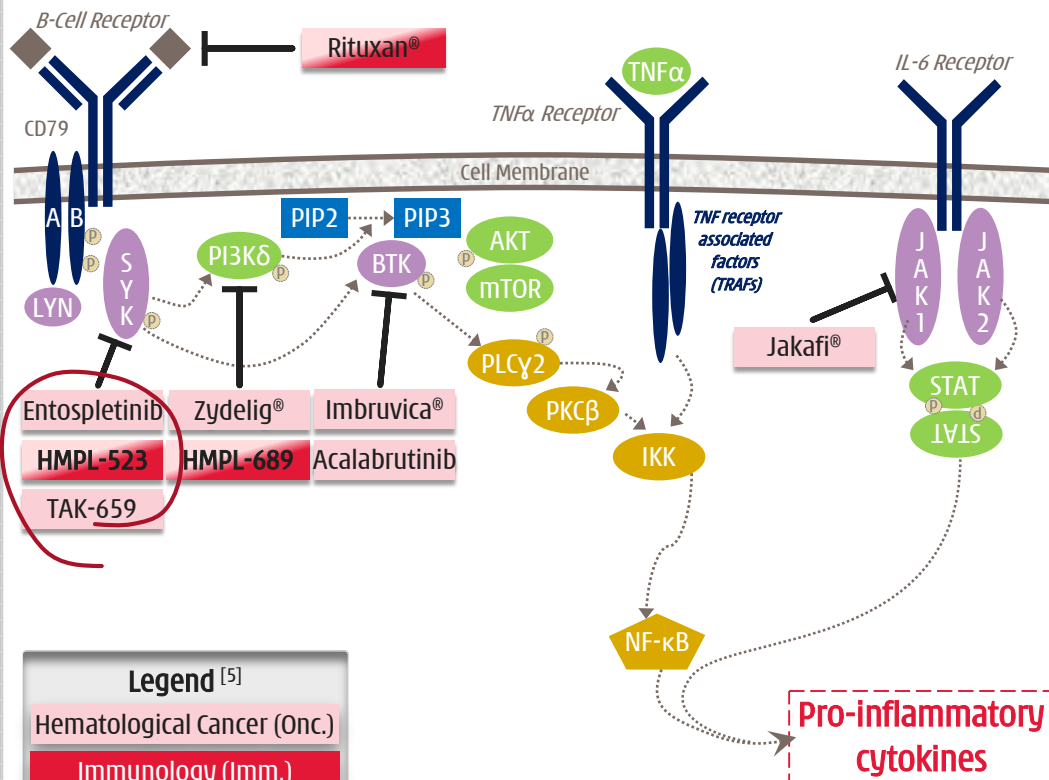 B-Cell Receptor
Rituxan®
TNFα
IL-6 Receptor
TNFα Receptor
CD79
Cell Membrane
A B
P
P
LYN
S
Y
K
P
PI3Kδ
P
PIP2
PIP3
BTK
P
P
AKT
mTOR
TNF receptor
associated
factors
(TRAFs)
J
A
K
1
J
A
K
2
Jakafi®
P
PLCγ2
PKCβ
IKK
STAT
P
P
STAT
Entospletinib
Zydelig®
Imbruvica®
HMPL-523
HMPL-689
Acalabrutinib
TAK-659
NF-κB
Legend [5]
Hematological Cancer (Onc.)
Immunology (Imm.)
Pro-inflammatory
cytokines